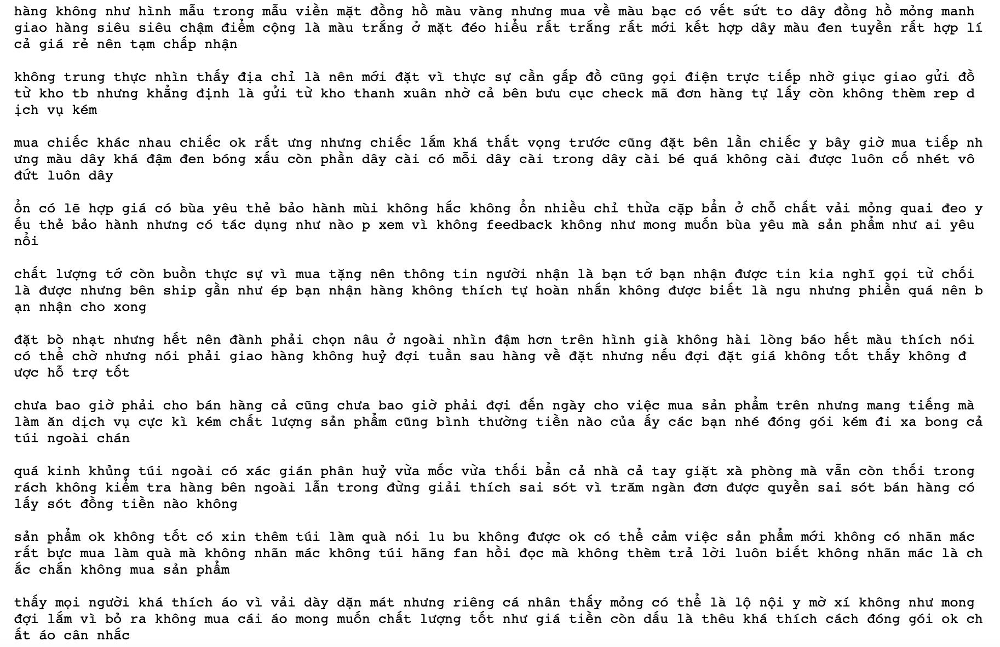 hàng không như hình mẫu trong mẫu viền mặt đồng hồ màu vàng nhưng mua về màu bạc có vết sứt to dây đồng hồ mỏng manh
giao hàng siêu siêu chậm điểm cộng là màu trắng ở mặt đéo hiểu rất trắng rất mới kết hợp dây màu đen tuyền rất hợp lí
cả giá rẻ nên tạm chấp nhận

không trung thực nhìn thấy địa chỉ là nên mới đặt vì thực sự cần gấp đồ cũng gọi điện trực tiếp nhờ giục giao gửi đồ
từ kho tb nhưng khẳng định là gửi từ kho thanh xuân nhờ cả bên bưu cục check mã đơn hàng tự lấy còn không thèm rep d
ịch vụ kém

mua chiếc khác nhau chiếc ok rất ưng nhưng chiếc lắm khá thất vọng trước cũng đặt bên lần chiếc y bây giờ mua tiếp nh
ưng màu dây khá đậm đen bóng xấu còn phần dây cài có mỗi dây cài trong dây cài bé quá không cài được luôn cố nhét vô
đứt luôn dây

ổn có lẽ hợp giá có bùa yêu thẻ bảo hành mùi không hắc không ổn nhiều chỉ thừa cặp bẩn ở chỗ chất vải mỏng quai đeo y
ếu thẻ bảo hành nhưng có tác dụng như nào p xem vì không feedback không như mong muốn bùa yêu mà sản phẩm như ai yêu
nổi

chất lượng tớ còn buồn thực sự vì mua tặng nên thông tin người nhận là bạn tớ bạn nhận được tin kia nghĩ gọi từ chối
là được nhưng bên ship gần như ép bạn nhận hàng không thích tự hoàn nhắn không được biết là ngu nhưng phiền quá nên b
ạn nhận cho xong

đặt bò nhạt nhưng hết nên đành phải chọn nâu ở ngoài nhìn đậm hơn trên hình già không hài lòng báo hết màu thích nói
có thể chờ nhưng nói phải giao hàng không huỷ đợi tuần sau hàng về đặt nhưng nếu đợi đặt giá không tốt thấy không đ
ược hỗ trợ tốt

chưa bao giờ phải cho bán hàng cả cũng chưa bao giờ phải đợi đến ngày cho việc mua sản phẩm trên nhưng mang tiếng mà
làm ăn dịch vụ cực kì kém chất lượng sản phẩm cũng bình thường tiền nào của ấy các bạn nhé đóng gói kém đi xa bong cả
túi ngoài chán

quá kinh khủng túi ngoài có xác gián phân huỷ vừa mốc vừa thối bẩn cả nhà cả tay giặt xà phòng mà vẫn còn thối trong
rách không kiểm tra hàng bên ngoài lẫn trong đừng giải thích sai sót vì trăm ngàn đơn được quyền sai sót bán hàng có
lấy sót đồng tiền nào không

sản phẩm ok không tốt có xin thêm túi làm quà nói lu bu không được ok có thể cảm việc sản phẩm mới không có nhãn mác
rất bực mua làm quà mà không nhãn mác không túi hãng fan hồi đọc mà không thèm trả lời luôn biết không nhãn mác là ch
ắc chắn không mua sản phẩm

thấy mọi người khá thích áo vì vải dày dặn mát nhưng riêng cá nhân thấy mỏng có thể là lộ nội y mờ xí không như mong
đợi lắm vì bỏ ra không mua cái áo mong muốn chất lượng tốt như giá tiền còn dấu là thêu khá thích cách đóng gói ok ch
ất áo cân nhắc